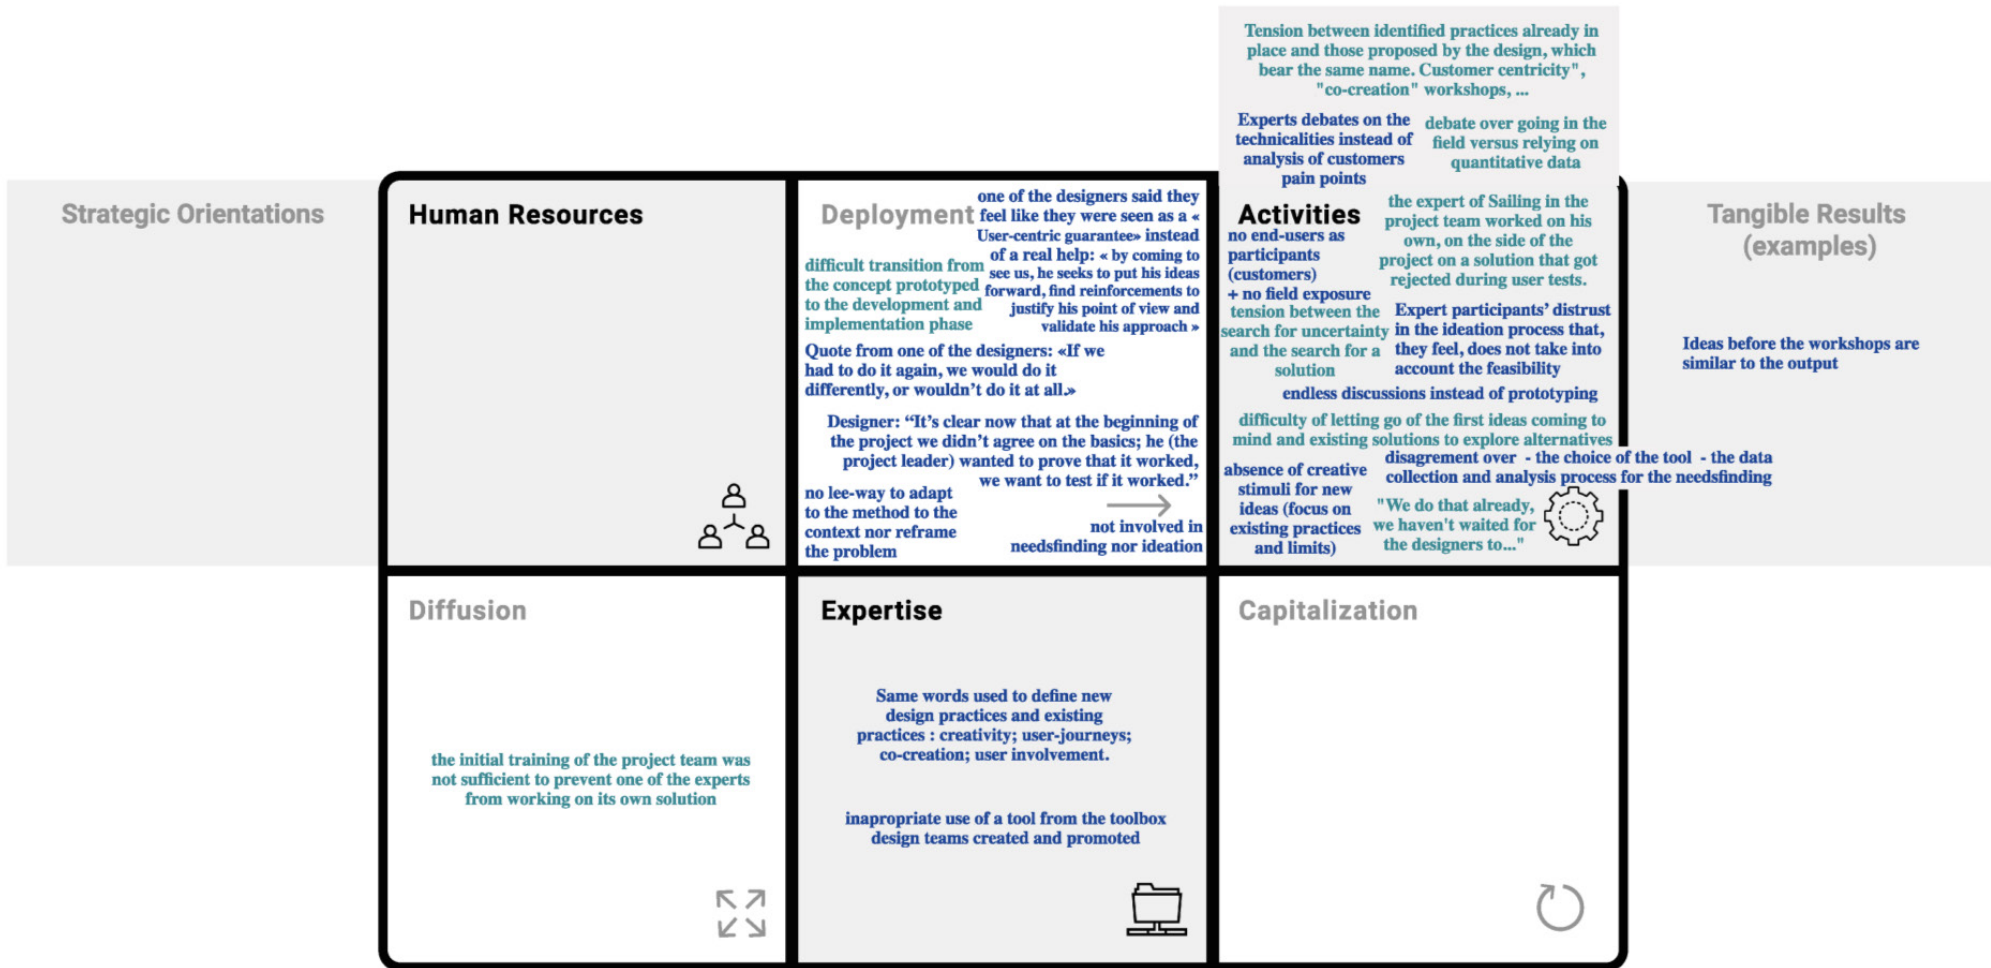 Strategic Orientations
Human Resources
Deployment
one of the designers said they
feel like they were seen as a «
User-centric guarantee» instead
of a real help: « by coming to
see us, he seeks to put his ideas
forward, find reinforcements to
justify his point of view and
validate his approach »
difficult transition from
the concept prototyped
to the development and
implementation phase
Quote from one of the designers: «If we
had to do it again, we would do it
differently, or wouldn't do it at all.»
Designer: “It’s clear now that at the beginning of
the project we didn’t agree on the basics; he (the
project leader) wanted to prove that it worked,
we want to test if it worked.”
no lee-way to adapt
to the method to the
context nor reframe
the problem
not involved in
needsfinding nor ideation
Tension between identified practices already in
place and those proposed by the design, which
bear the same name. Customer centricity",
"co-creation" workshops, ...
Experts debates on the
technicalities instead of
analysis of customers
pain points
debate over going in the
field versus relying on
quantitative data
Activities
the expert of Sailing in the
project team worked on his
own, on the side of the
project on a solution that got
rejected during user tests.
no end-users as
participants
(customers)
+ no field exposure
tension between the
search for uncertainty
and the search for a
solution
Expert participants’ distrust
in the ideation process that,
they feel, does not take into
account the feasibility
endless discussions instead of prototyping
difficulty of letting go of the first ideas coming to
mind and existing solutions to explore alternatives
disagrement over - the choice of the tool - the data
collection and analysis process for the needsfinding
absence of creative
stimuli for new
ideas (focus on
existing practices
and limits)
"We do that already,
we haven't waited for
the designers to..."
Tangible Results
(examples)
Ideas before the workshops are
similar to the output
Diffusion
the initial training of the project team was
not sufficient to prevent one of the experts
from working on its own solution
Expertise
Same words used to define new
design practices and existing
practices : creativity; user-journeys;
co-creation; user involvement.
inapropriate use of a tool from the toolbox
design teams created and promoted
Capitalization